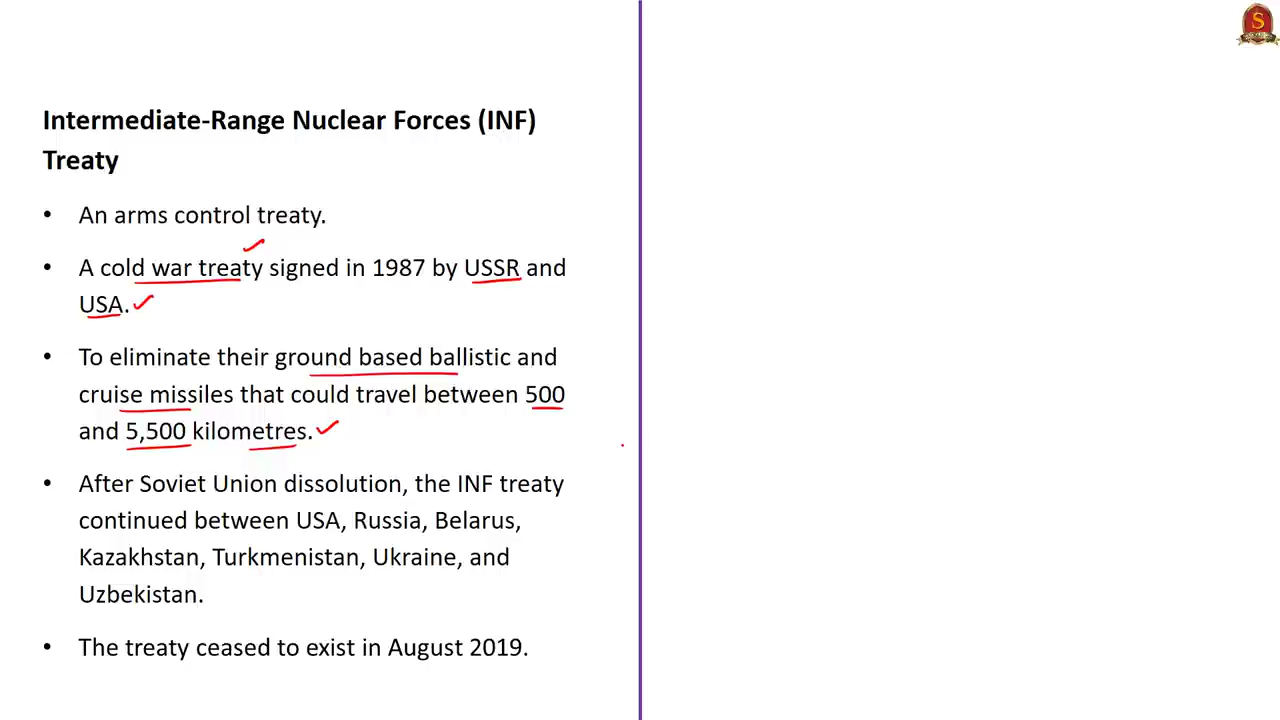 Intermediate-Range Nuclear Forces (INF)
Treaty
• An arms control treaty.
• A cold war treaty signed in 1987 by USSR and
USA.
• To eliminate their ground based ballistic and
cruise missiles that could travel between 500
and 5,500 kilometres.
• After Soviet Union dissolution, the INF treaty
continued between USA, Russia, Belarus,
Kazakhstan, Turkmenistan, Ukraine, and
Uzbekistan.
• The treaty ceased to exist in August 2019.
S